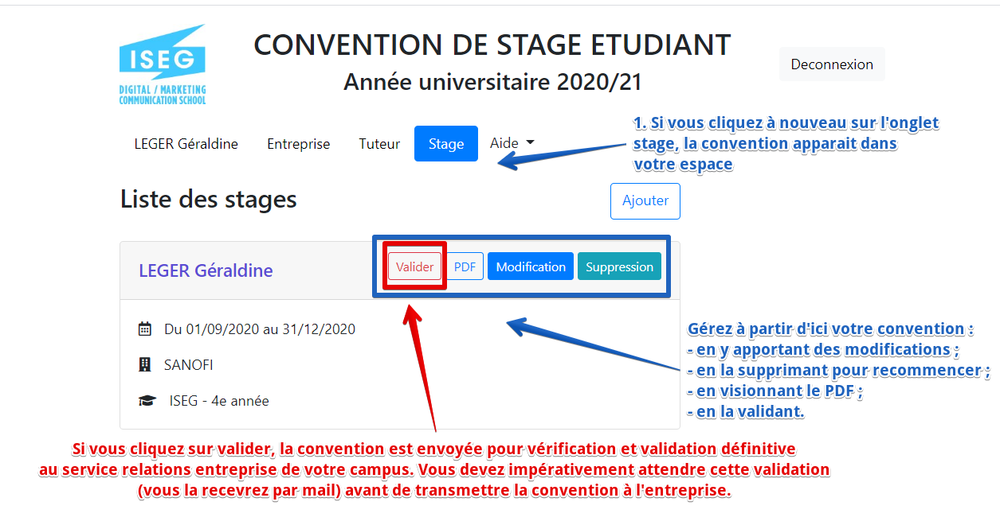 ISEG
DIGITAL / MARKETING
COMMUNICATION SCHOOL
CONVENTION DE STAGE ETUDIANT
Année universitaire 2020/21
Deconnexion
LEGER Géraldine
Entreprise
Tuteur
Stage
Aide
1. Si vous cliquez à nouveau sur l'onglet
stage, la convention apparait dans
votre espace
Liste des stages
Ajouter
LEGER Géraldine
Valider
PDF
Modification
Suppression
Du 01/09/2020 au 31/12/2020
SANOFI
ISEG - 4e année
Gérez à partir d'ici votre convention :
- en y apportant des modifications ;
- en la supprimant pour recommencer ;
- en visionnant le PDF ;
- en la validant.
Si vous cliquez sur valider, la convention est envoyée pour vérification et validation définitive
au service relations entreprise de votre campus. Vous devez impérativement attendre cette validation
(vous la recevrez par mail) avant de transmettre la convention à l'entreprise.